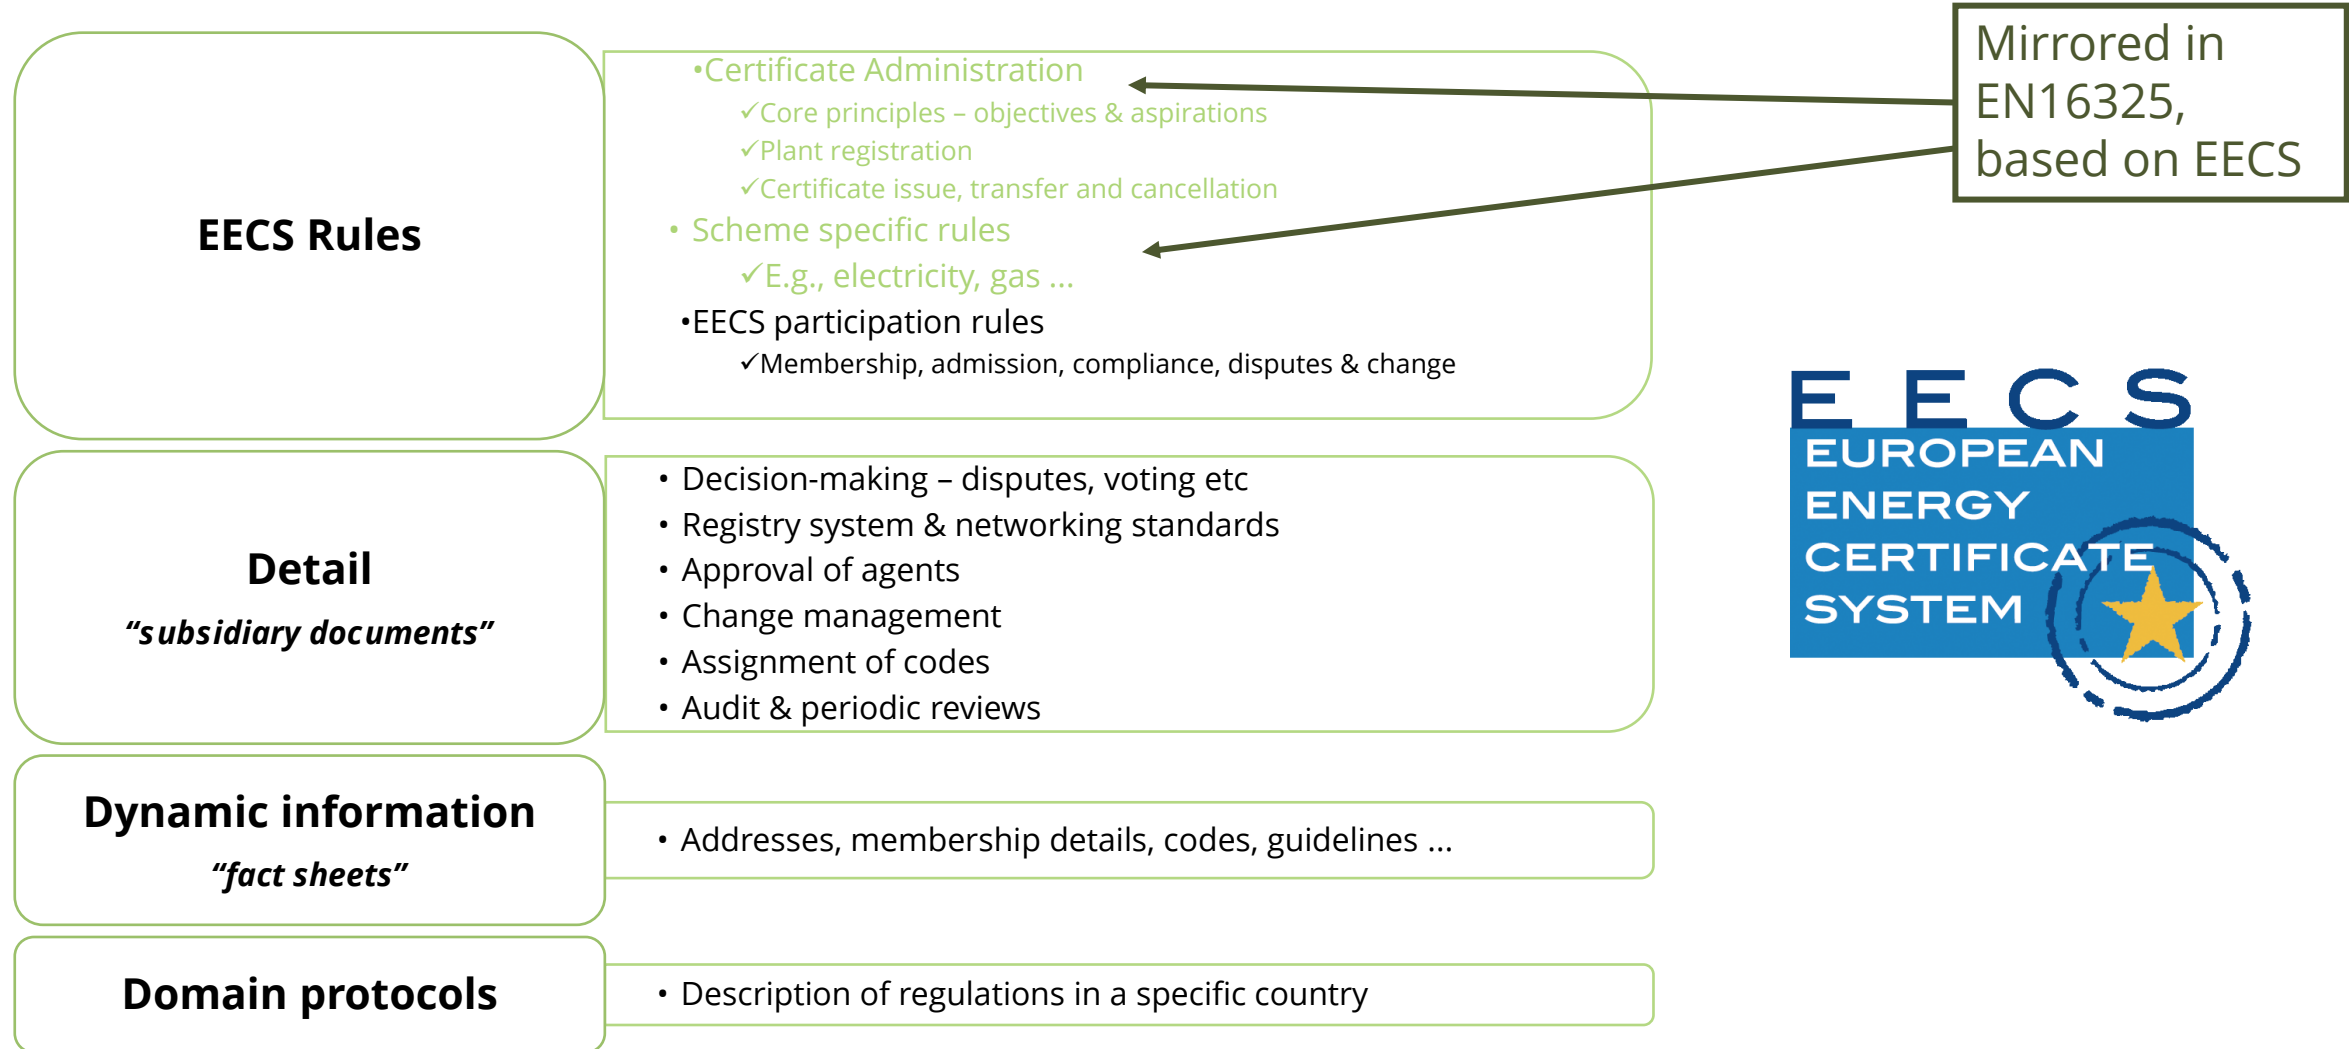 EECS Rules
•Certificate Administration
✓Core principles – objectives & aspirations
✓Plant registration
✓Certificate issue, transfer and cancellation
• Scheme specific rules
✓E.g., electricity, gas ...
•EECS participation rules
✓Membership, admission, compliance, disputes & change
Mirrored in
EN16325,
based on EECS
Detail
“subsidiary documents”
• Decision-making – disputes, voting etc
• Registry system & networking standards
• Approval of agents
• Change management
• Assignment of codes
• Audit & periodic reviews
EECS
EUROPEAN
ENERGY
CERTIFICATE
SYSTEM
Dynamic information
“fact sheets”
• Addresses, membership details, codes, guidelines ...
Domain protocols
• Description of regulations in a specific country